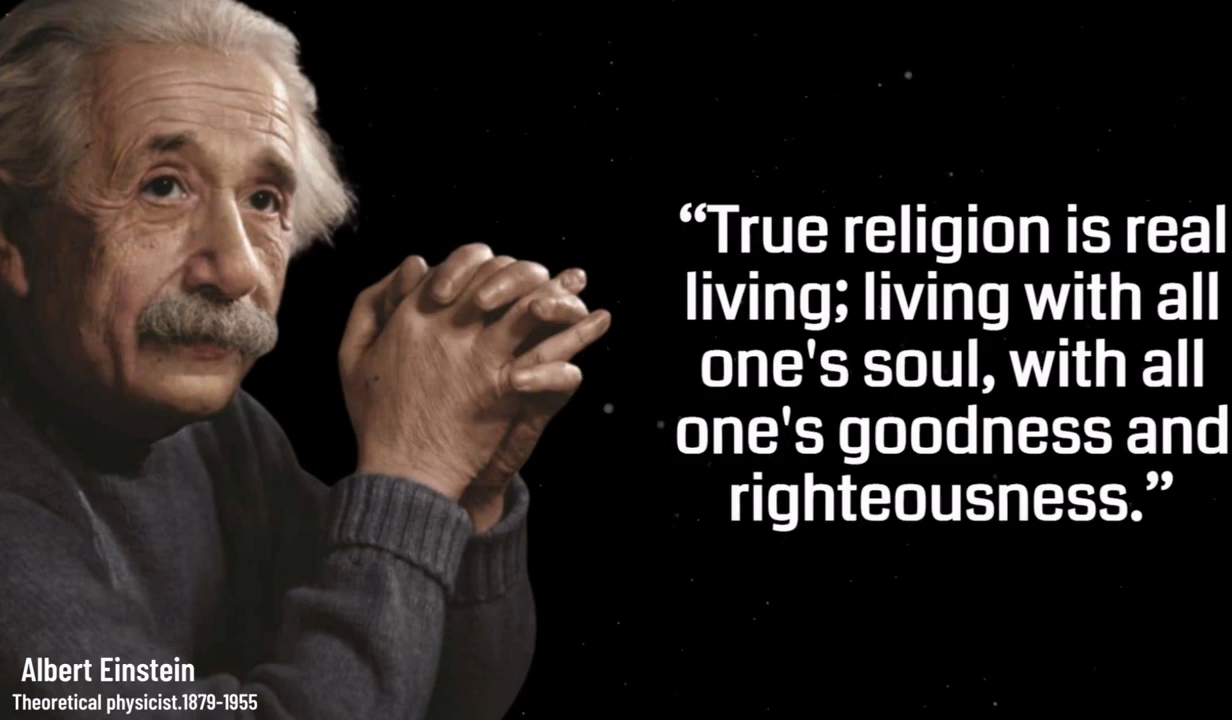 “True religion is real
living; living with all
one's soul, with all
one's goodness and
righteousness.”
Albert Einstein
Theoretical physicist.1879-1955